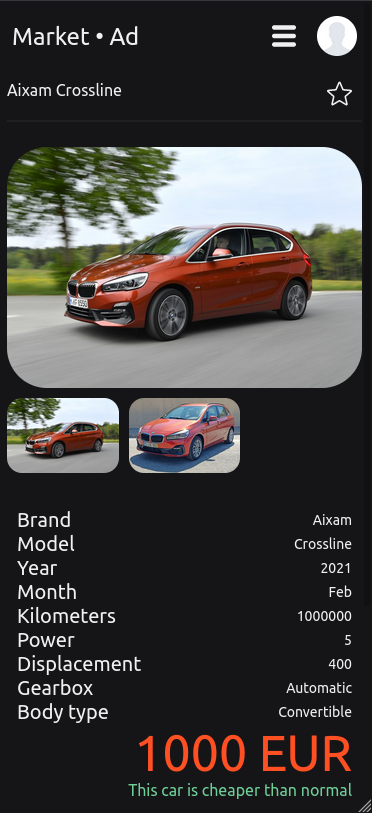 Market • Ad
Aixam Crossline
Brand Aixam
Model Crossline
Year 2021
Month Feb
Kilometers 1000000
Power 5
Displacement 400
Gearbox Automatic
Body type Convertible
1000 EUR
This car is cheaper than normal